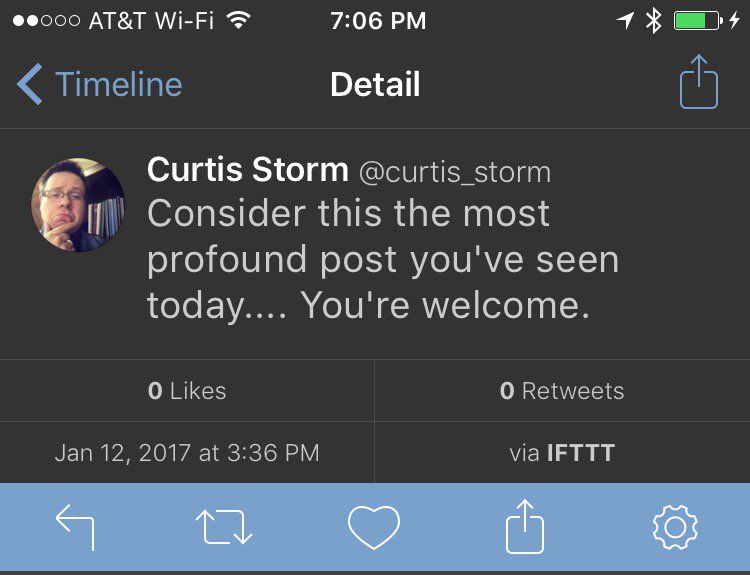 AT&T Wi-Fi 7:06 PM
Timeline Detail
Curtis Storm @curtis_storm
Consider this the most
profound post you've seen
today.... You're welcome.
0 Likes 0 Retweets
Jan 12, 2017 at 3:36 PM via IFTTT